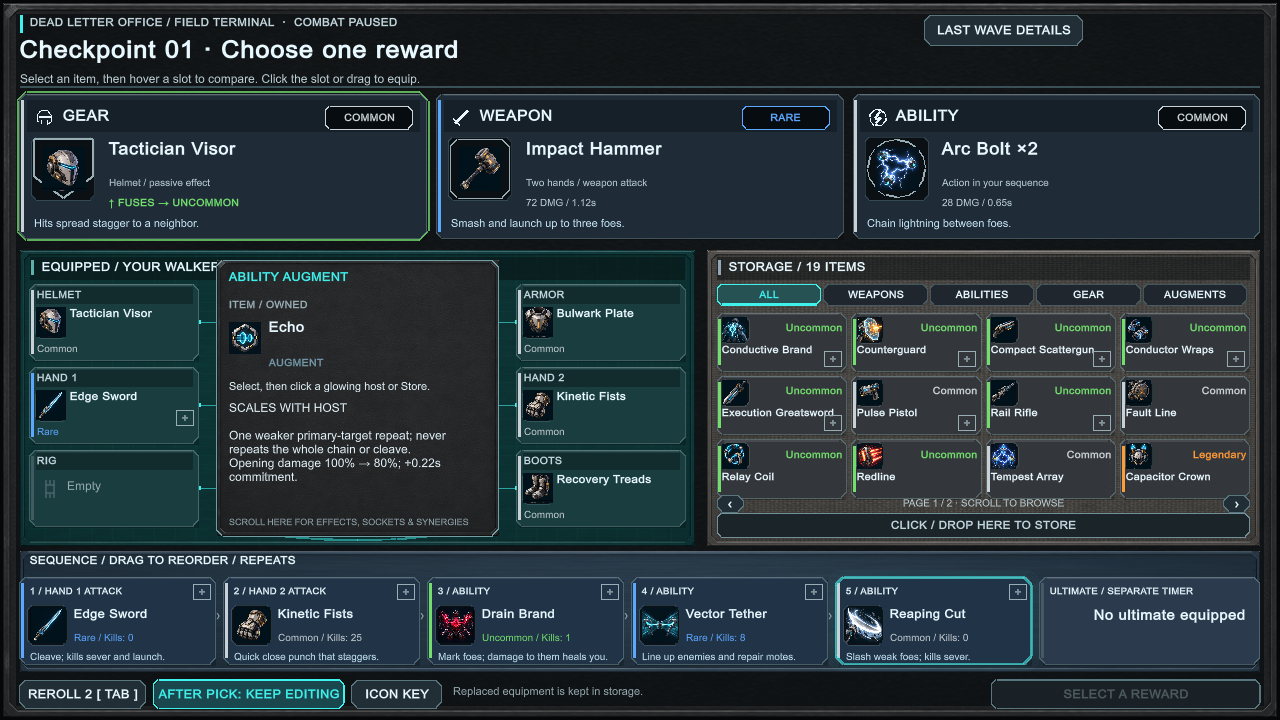 DEAD LETTER OFFICE / FIELD TERMINAL · COMBAT PAUSED
LAST WAVE DETAILS
Checkpoint 01 · Choose one reward
Select an item, then hover a slot to compare. Click the slot or drag to equip.
GEAR
COMMON
Tactician Visor
Helmet / passive effect
↑ FUSES → UNCOMMON
Hits spread stagger to a neighbor.
WEAPON
RARE
Impact Hammer
Two hands / weapon attack
72 DMG / 1.12s
Smash and launch up to three foes.
ABILITY
COMMON
Arc Bolt ×2
Action in your sequence
28 DMG / 0.65s
Chain lightning between foes.
EQUIPPED / YOUR WALKER
HELMET
Tactician Visor
Common
HAND 1
Edge Sword
+
Rare
RIG
Empty
ABILITY AUGMENT
ITEM / OWNED
Echo
AUGMENT
Select, then click a glowing host or Store.
SCALES WITH HOST
One weaker primary-target repeat; never
repeats the whole chain or cleave.
Opening damage 100% → 80%; +0.22s
commitment.
SCROLL HERE FOR EFFECTS, SOCKETS & SYNERGIES
ARMOR
Bulwark Plate
Common
HAND 2
Kinetic Fists
Common
BOOTS
Recovery Treads
Common
STORAGE / 19 ITEMS
ALL
WEAPONS
ABILITIES
GEAR
AUGMENTS
Uncommon
Conductive Brand
+
Uncommon
Counterguard
+
Uncommon
Compact Scattergun
+
Uncommon
Conductor Wraps
+
Uncommon
Execution Greatsword
+
Common
Pulse Pistol
+
Uncommon
Rail Rifle
+
Common
Fault Line
Uncommon
Relay Coil
Uncommon
Redline
Common
Tempest Array
Legendary
Capacitor Crown
‹
PAGE 1 / 2 · SCROLL TO BROWSE
›
CLICK / DROP HERE TO STORE
SEQUENCE / DRAG TO REORDER / REPEATS
1 / HAND 1 ATTACK
+
Edge Sword
Rare / Kills: 0
Cleave; kills sever and launch.
2 / HAND 2 ATTACK
+
Kinetic Fists
Common / Kills: 25
Quick close punch that staggers.
3 / ABILITY
+
Drain Brand
Uncommon / Kills: 1
Mark foes; damage to them heals you.
4 / ABILITY
+
Vector Tether
Rare / Kills: 8
Line up enemies and repair motes.
5 / ABILITY
+
Reaping Cut
Common / Kills: 0
Slash weak foes; kills sever.
ULTIMATE / SEPARATE TIMER
No ultimate equipped
REROLL 2 [ TAB ]
AFTER PICK: KEEP EDITING
ICON KEY
Replaced equipment is kept in storage.
SELECT A REWARD